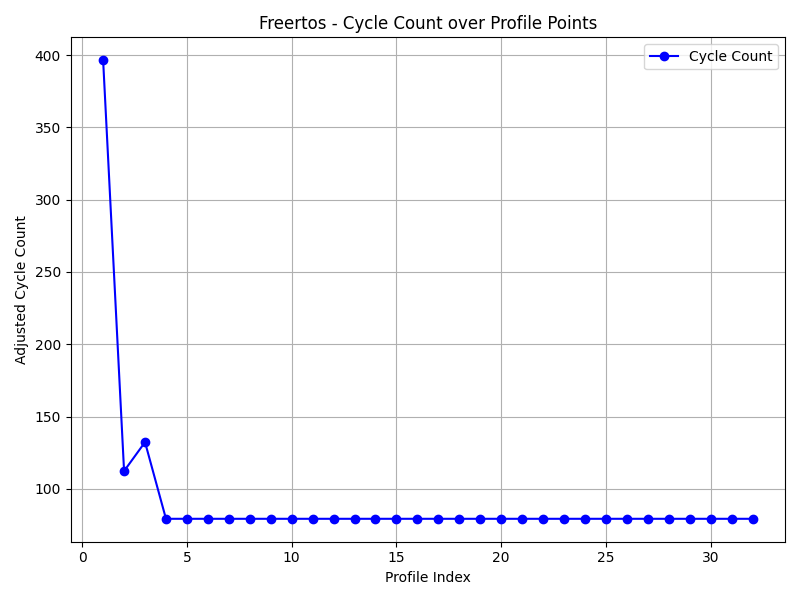 Freertos - Cycle Count over Profile Points
Cycle Count
400
350
300
250
200
150
100
Adjusted Cycle Count
0 5 10 15 20 25 30
Profile Index